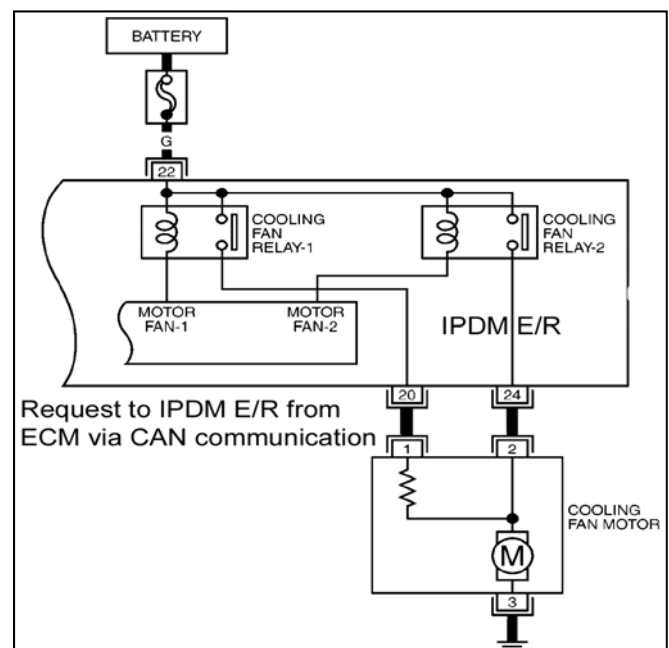 BATTERY
G
22
COOLING
FAN
RELAY-1
COOLING
FAN
RELAY-2
MOTOR
FAN-1
MOTOR
FAN-2
IPDM E/R
20
24
Request to IPDM E/R from
ECM via CAN communication
1
2
COOLING
FAN MOTOR
M
3